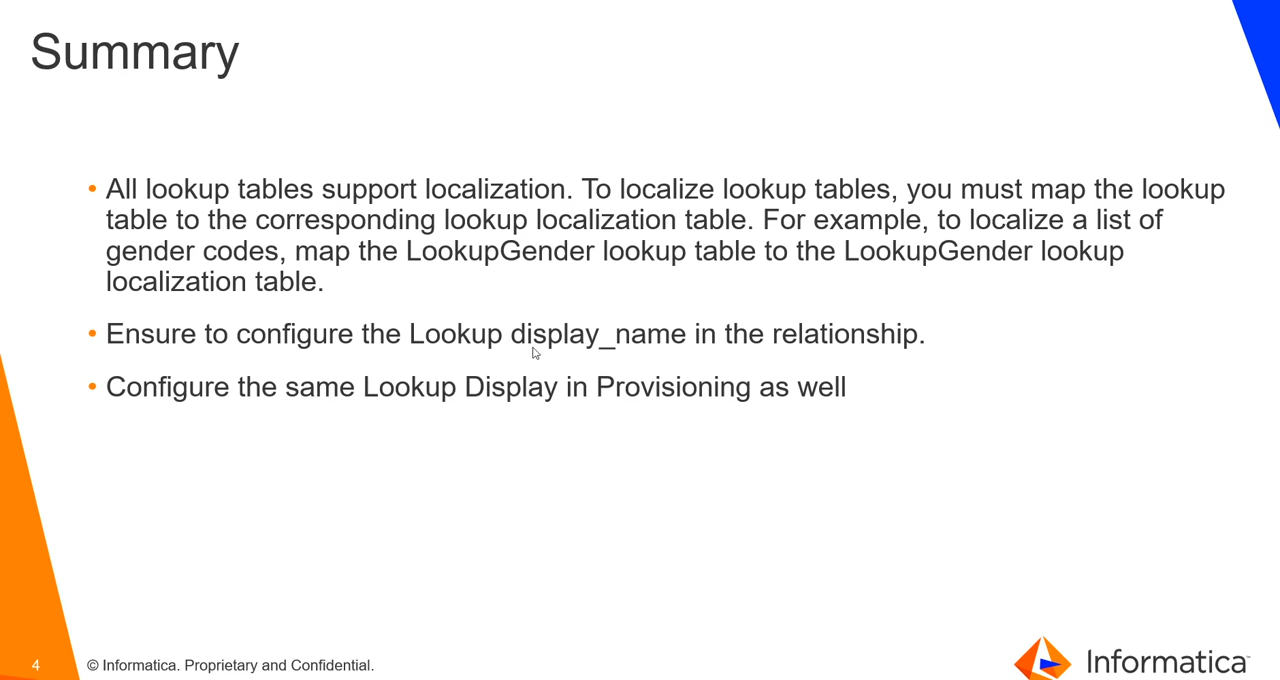 Summary
• All lookup tables support localization. To localize lookup tables, you must map the lookup
table to the corresponding lookup localization table. For example, to localize a list of
gender codes, map the LookupGender lookup table to the LookupGender lookup
localization table.
• Ensure to configure the Lookup display_name in the relationship.
• Configure the same Lookup Display in Provisioning as well
4 © Informatica. Proprietary and Confidential.
Informatica™